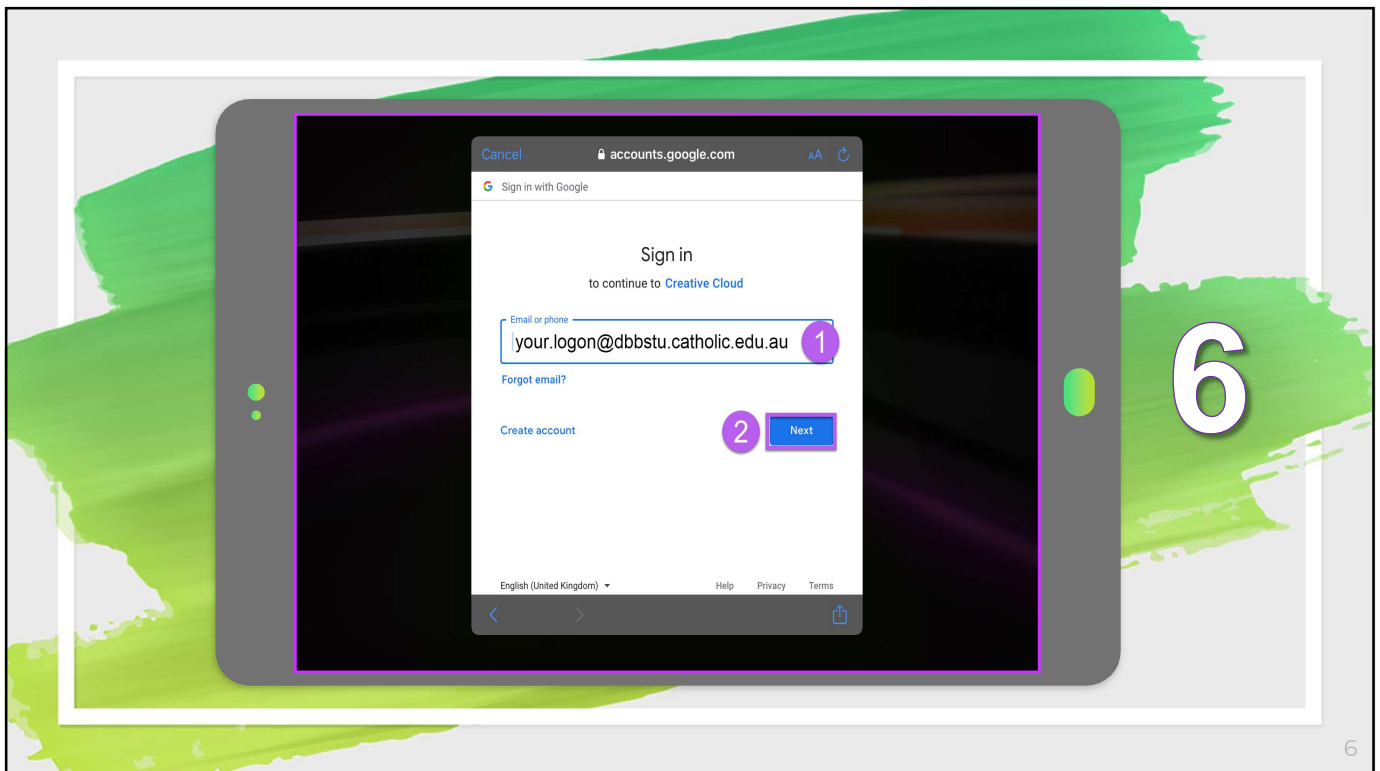 Cancel accounts.google.com AA
G Sign in with Google
Sign in
to continue to Creative Cloud
Email or phone
your.logon@dbbstu.catholic.edu.au 1
Forgot email?
Create account 2 Next
English (United Kingdom) Help Privacy Terms
6
6